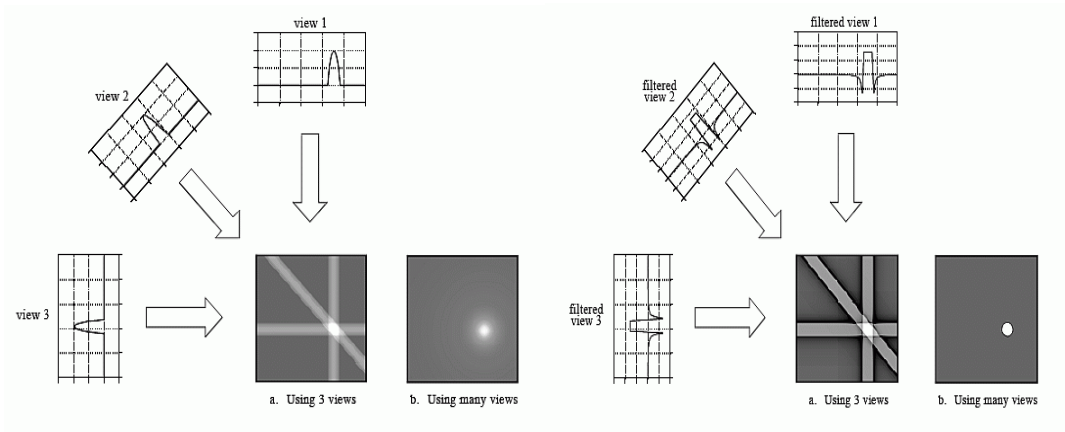 view 1
view 2
view 3
a. Using 3 views
b. Using many views
filtered view 1
filtered
view 2
filtered
view 3
a. Using 3 views
b. Using many views